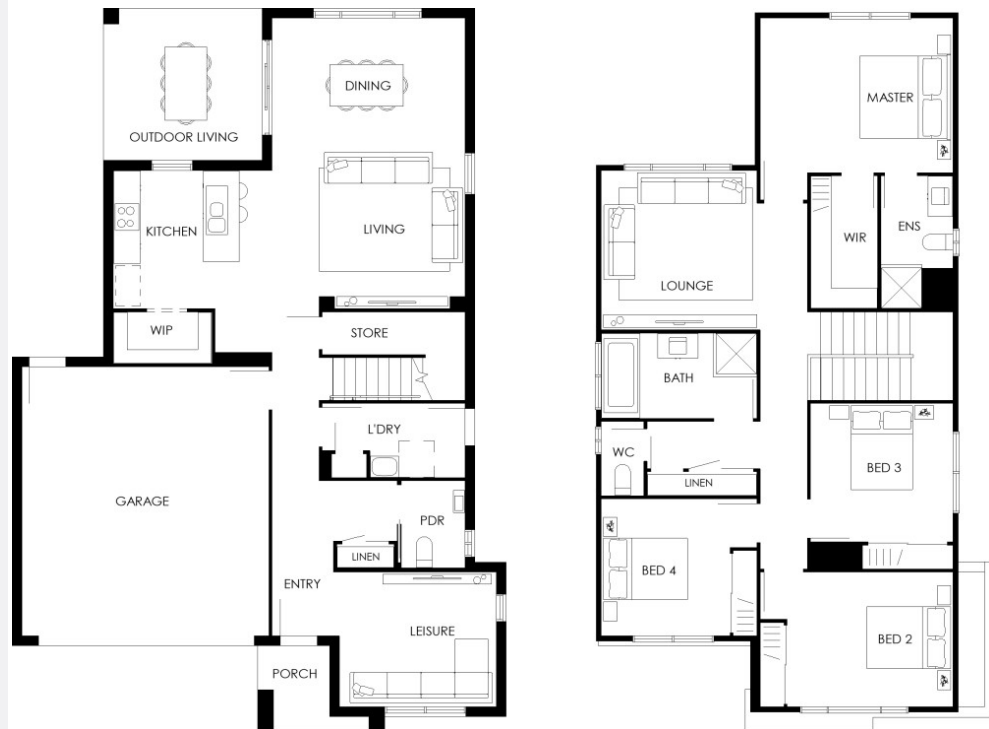 DINING
OUTDOOR LIVING
KITCHEN
LIVING
WIP
STORE
L'DRY
GARAGE
PDR
LINEN
ENTRY
LEISURE
PORCH
MASTER
WIR
ENS
LOUNGE
BATH
WC
LINEN
BED 3
BED 4
BED 2